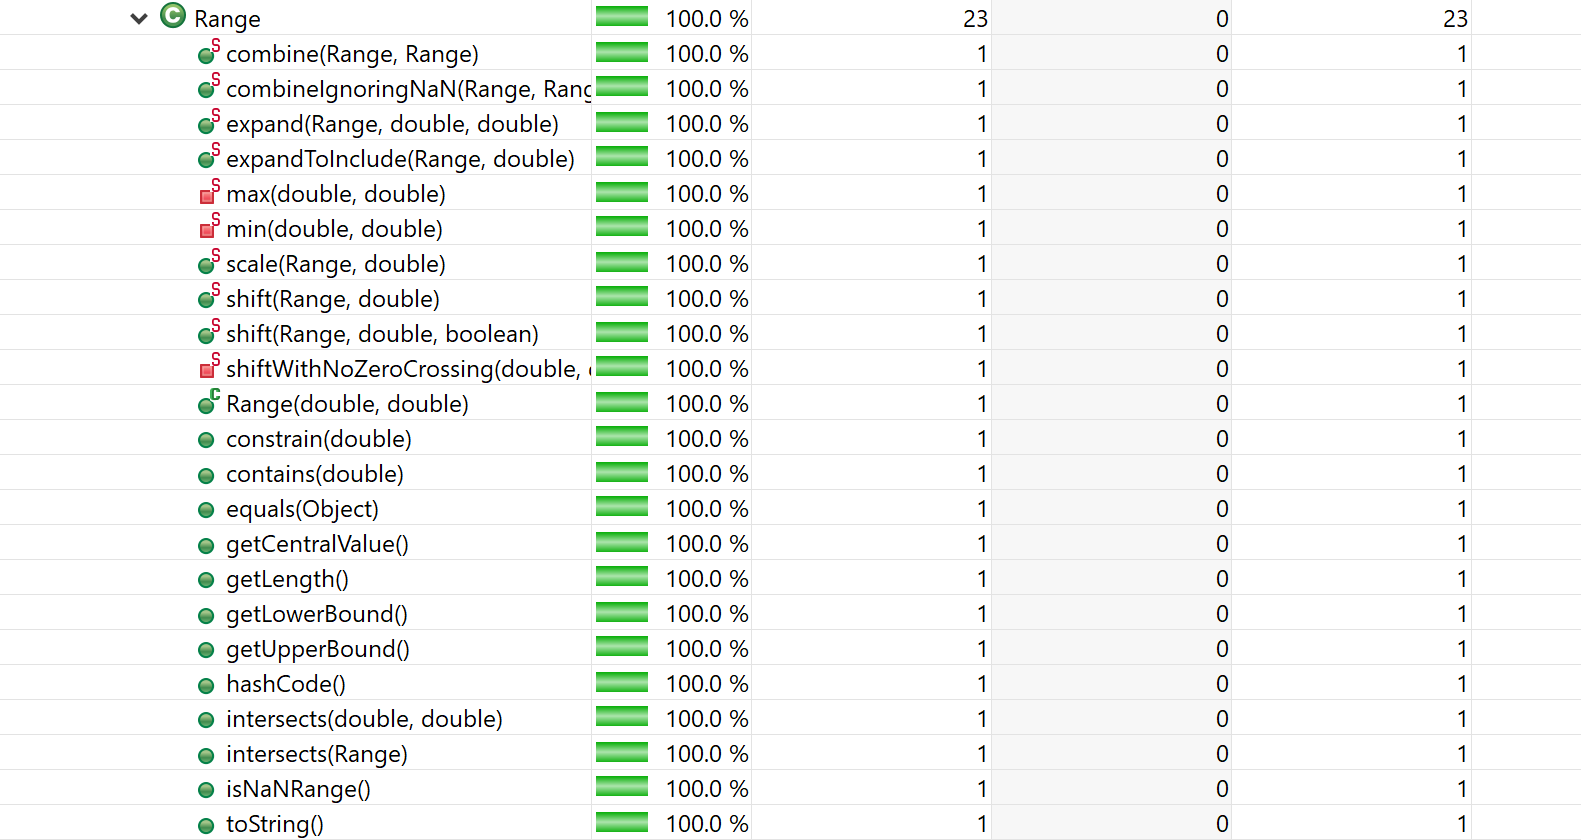 Range 100.0 % 23 0 23
combine(Range, Range) 100.0 % 1 0 1
combineIgnoringNaN(Range, Rang 100.0 % 1 0 1
expand(Range, double, double) 100.0 % 1 0 1
expandToInclude(Range, double) 100.0 % 1 0 1
max(double, double) 100.0 % 1 0 1
min(double, double) 100.0 % 1 0 1
scale(Range, double) 100.0 % 1 0 1
shift(Range, double) 100.0 % 1 0 1
shift(Range, double, boolean) 100.0 % 1 0 1
shiftWithNoZeroCrossing(double, 100.0 % 1 0 1
Range(double, double) 100.0 % 1 0 1
constrain(double) 100.0 % 1 0 1
contains(double) 100.0 % 1 0 1
equals(Object) 100.0 % 1 0 1
getCentralValue() 100.0 % 1 0 1
getLength() 100.0 % 1 0 1
getLowerBound() 100.0 % 1 0 1
getUpperBound() 100.0 % 1 0 1
hashCode() 100.0 % 1 0 1
intersects(double, double) 100.0 % 1 0 1
intersects(Range) 100.0 % 1 0 1
isNaNRange() 100.0 % 1 0 1
toString() 100.0 % 1 0 1